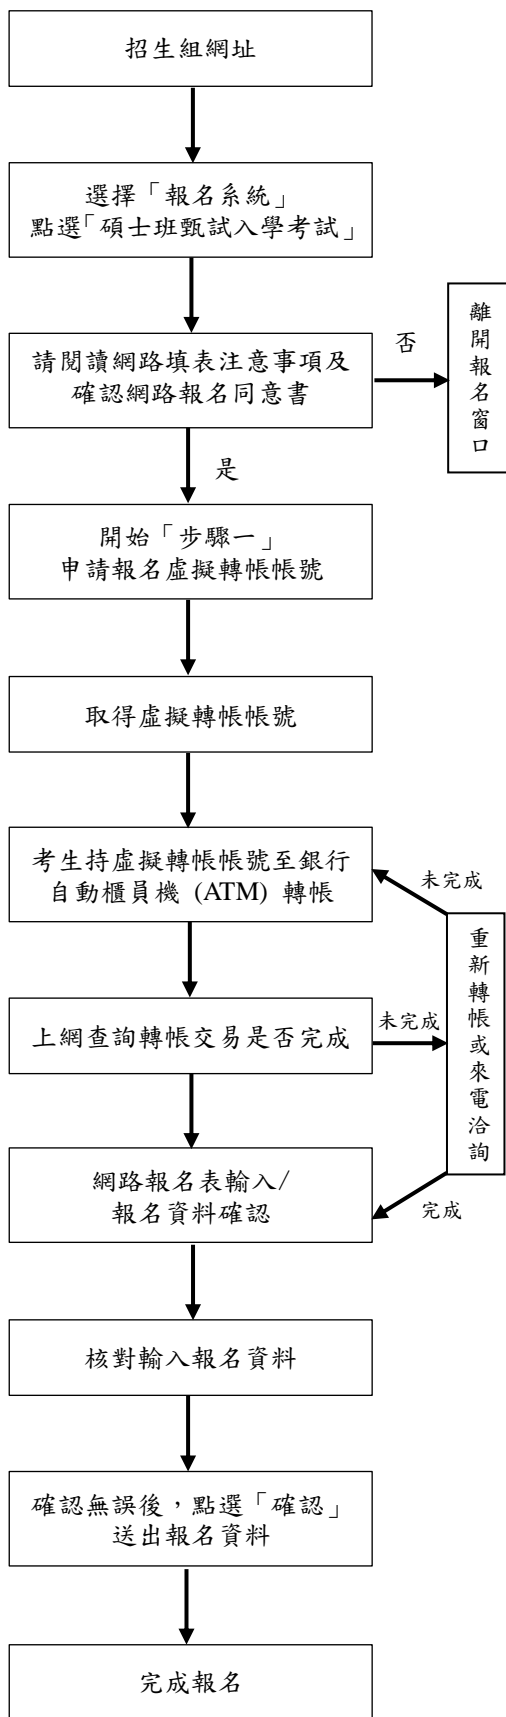 招生組網址
選擇「報名系統」
點選「碩士班甄試入學考試」
請閱讀網路填表注意事項及
確認網路報名同意書
否
離開報名窗口
是
開始「步驟一」
申請報名虛擬轉帳帳號
取得虛擬轉帳帳號
考生持虛擬轉帳帳號至銀行
自動櫃員機 (ATM) 轉帳
未完成
上網查詢轉帳交易是否完成
未完成
重新轉帳或來電洽詢
網路報名表輸入/
報名資料確認
完成
核對輸入報名資料
確認無誤後，點選「確認」
送出報名資料
完成報名